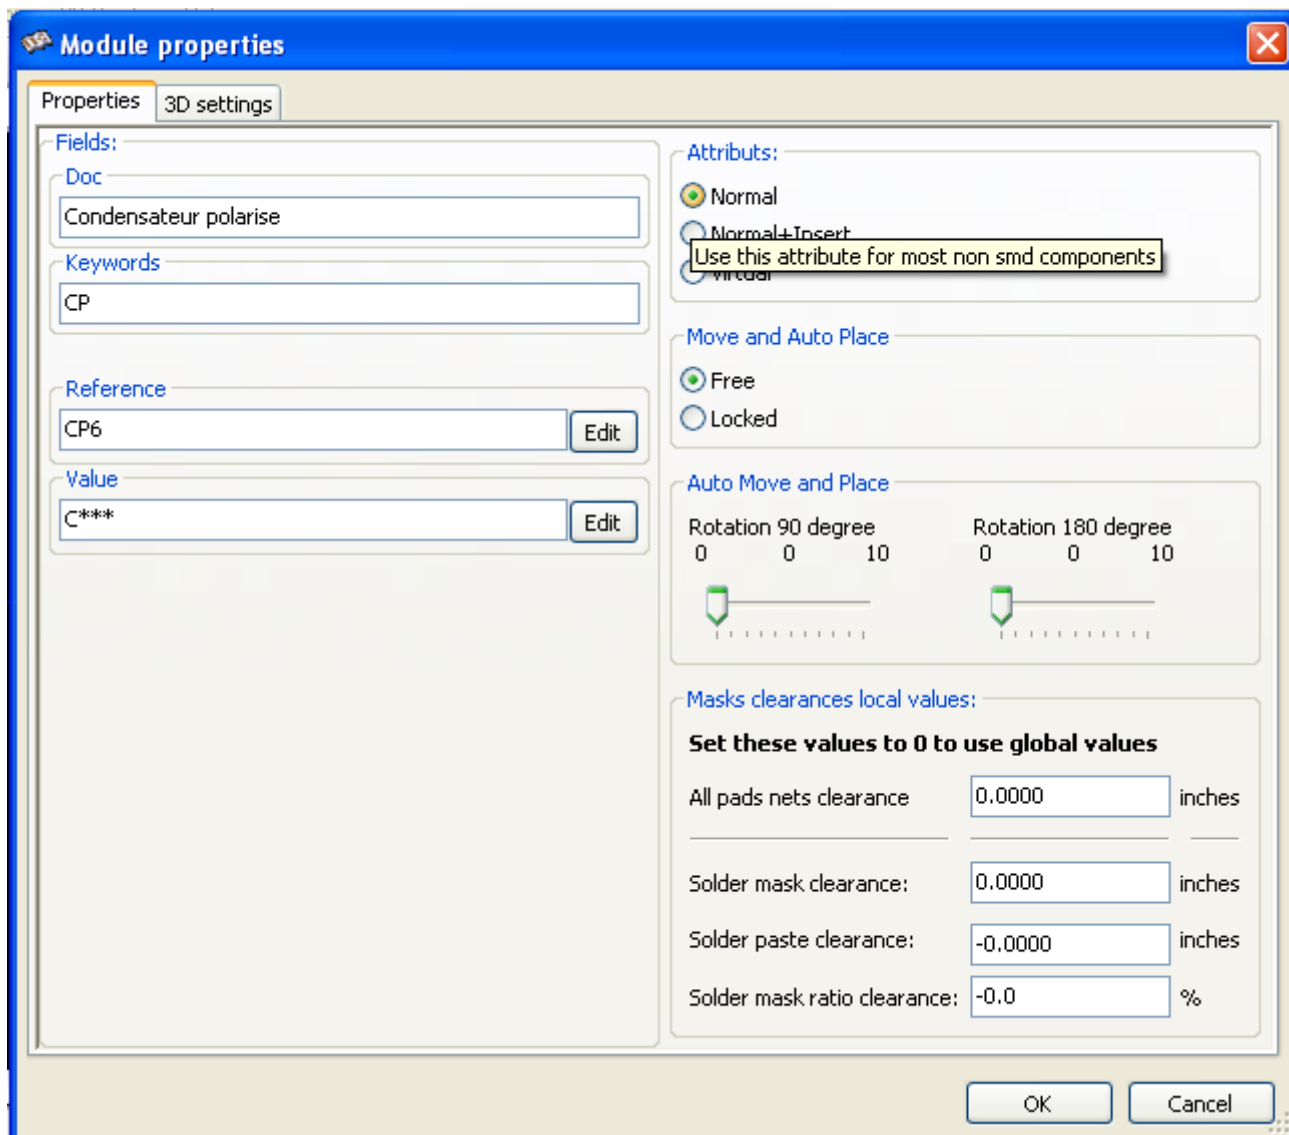 Module properties
Properties
3D settings
Fields:
Doc
Condensateur polarise
Keywords
CP
Reference
CP6
Edit
Value
C***
Edit
Attributs:
Normal
Normal+Insert
Use this attribute for most non smd components
Virtual
Move and Auto Place
Free
Locked
Auto Move and Place
Rotation 90 degree
0 0 10
Rotation 180 degree
0 0 10
Masks clearances local values:
Set these values to 0 to use global values
All pads nets clearance 0.0000 inches
Solder mask clearance: 0.0000 inches
Solder paste clearance: -0.0000 inches
Solder mask ratio clearance: -0.0 %
OK
Cancel